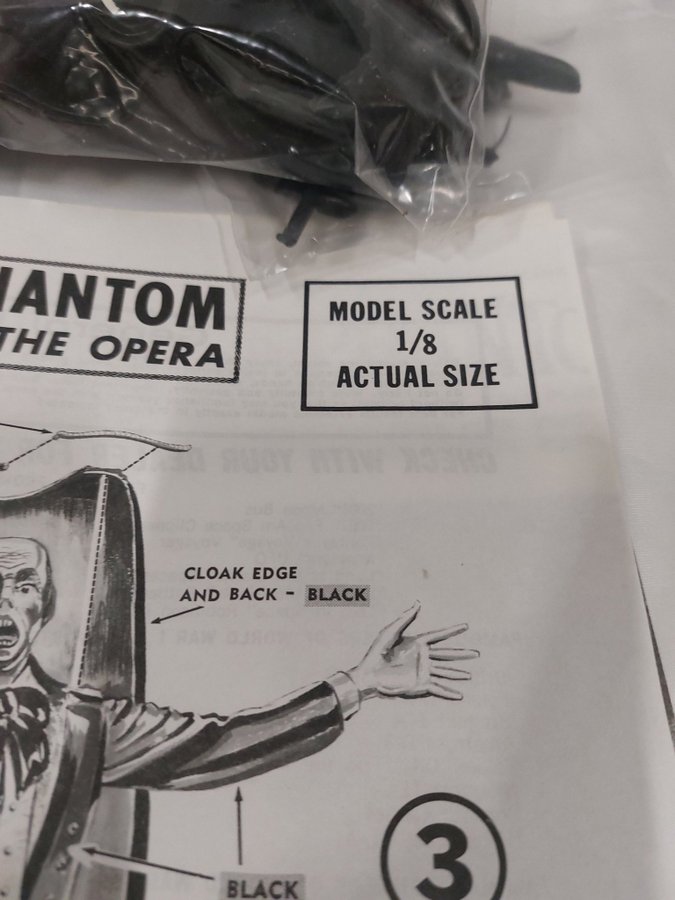 HANTOM
THE OPERA
MODEL SCALE
1/8
ACTUAL SIZE
CHECK WITH YOUR DEALER FOR
CLOAK EDGE
AND BACK - BLACK
3
BLACK